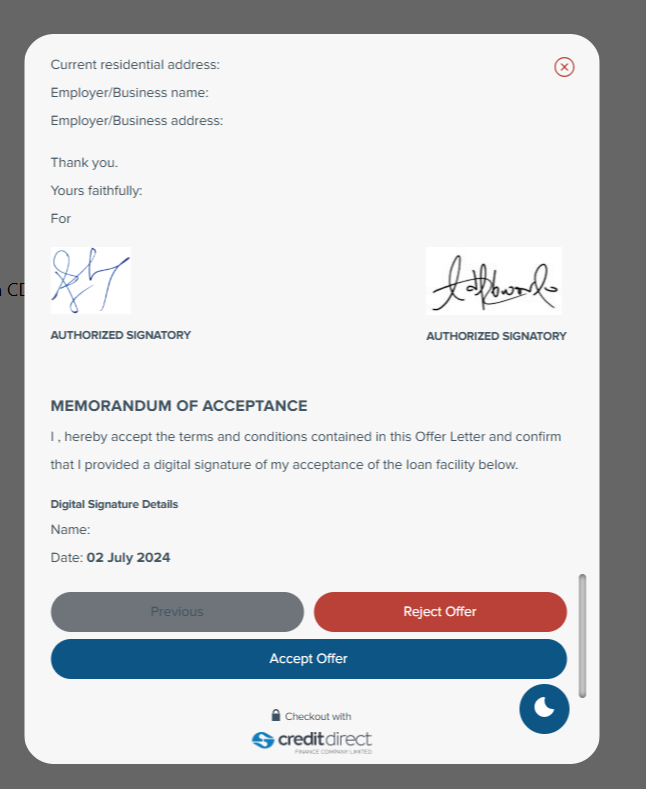 Current residential address:
Employer/Business name:
Employer/Business address:
Thank you.
Yours faithfully:
For
AUTHORIZED SIGNATORY
AUTHORIZED SIGNATORY
MEMORANDUM OF ACCEPTANCE
I , hereby accept the terms and conditions contained in this Offer Letter and confirm
that I provided a digital signature of my acceptance of the loan facility below.
Digital Signature Details
Name:
Date: 02 July 2024
Previous
Reject Offer
Accept Offer
Checkout with
creditdirect
FINANCE COMPANY LIMITED